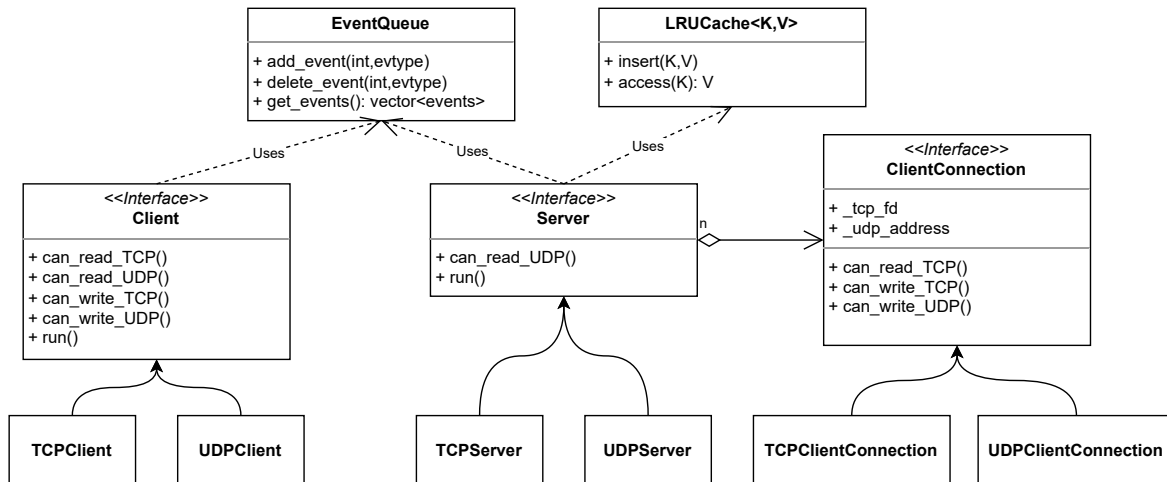 EventQueue
+ add_event(int,evtype)
+ delete_event(int,evtype)
+ get_events(): vector<events>
LRUCache<K,V>
+ insert(K,V)
+ access(K): V
Uses
Uses
Uses
<<Interface>>
Client
+ can_read_TCP()
+ can_read_UDP()
+ can_write_TCP()
+ can_write_UDP()
+ run()
<<Interface>>
Server
+ can_read_UDP()
+ run()
n
<<Interface>>
ClientConnection
+ _tcp_fd
+ _udp_address
+ can_read_TCP()
+ can_write_TCP()
+ can_write_UDP()
TCPClient
UDPClient
TCPServer
UDPServer
TCPClientConnection
UDPClientConnection